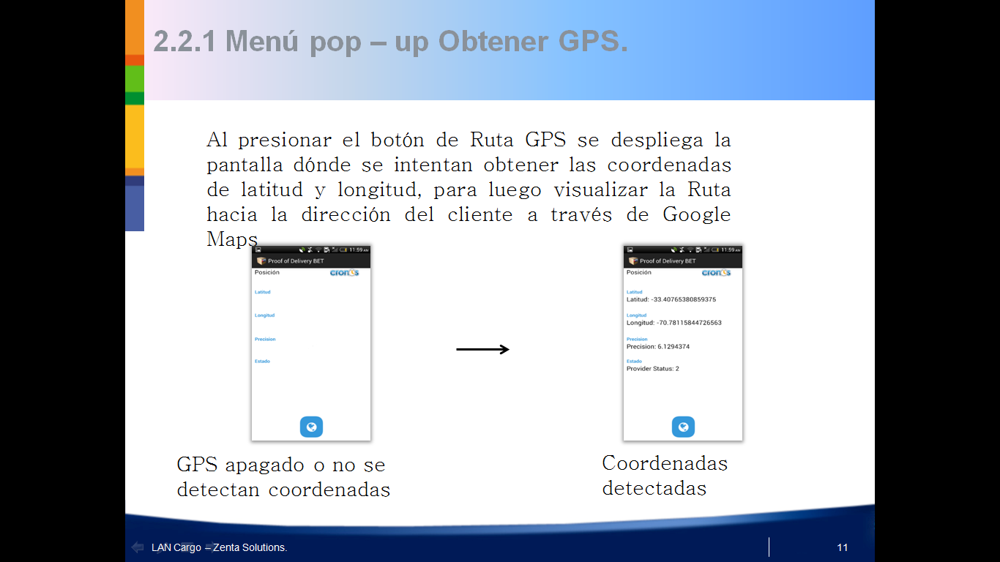 2.2.1 Menú pop – up Obtener GPS.
Al presionar el botón de Ruta GPS se despliega la
pantalla dónde se intentan obtener las coordenadas
de latitud y longitud, para luego visualizar la Ruta
hacia la dirección del cliente a través de Google
Maps
11:59 AM
Proof of Delivery BET
Posición
cronos
Latitud
Longitud
Precision
Estado
GPS apagado o no se
detectan coordenadas
11:59 AM
Proof of Delivery BET
Posición
cronos
Latitud
Latitud: -33.40765380859375
Longitud
Longitud: -70.78115844726563
Precision
Precision: 6.1294374
Estado
Provider Status: 2
Coordenadas
detectadas
LAN Cargo – Zenta Solutions.
11